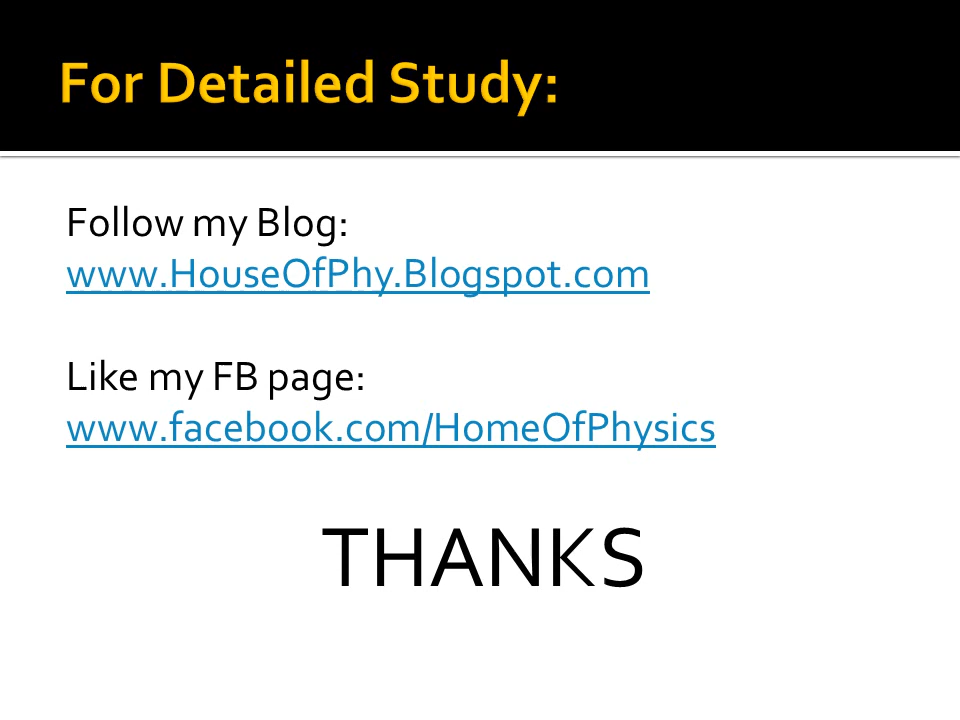 For Detailed Study:
Follow my Blog:
www.HouseOfPhy.Blogspot.com
Like my FB page:
www.facebook.com/HomeOfPhysics
THANKS